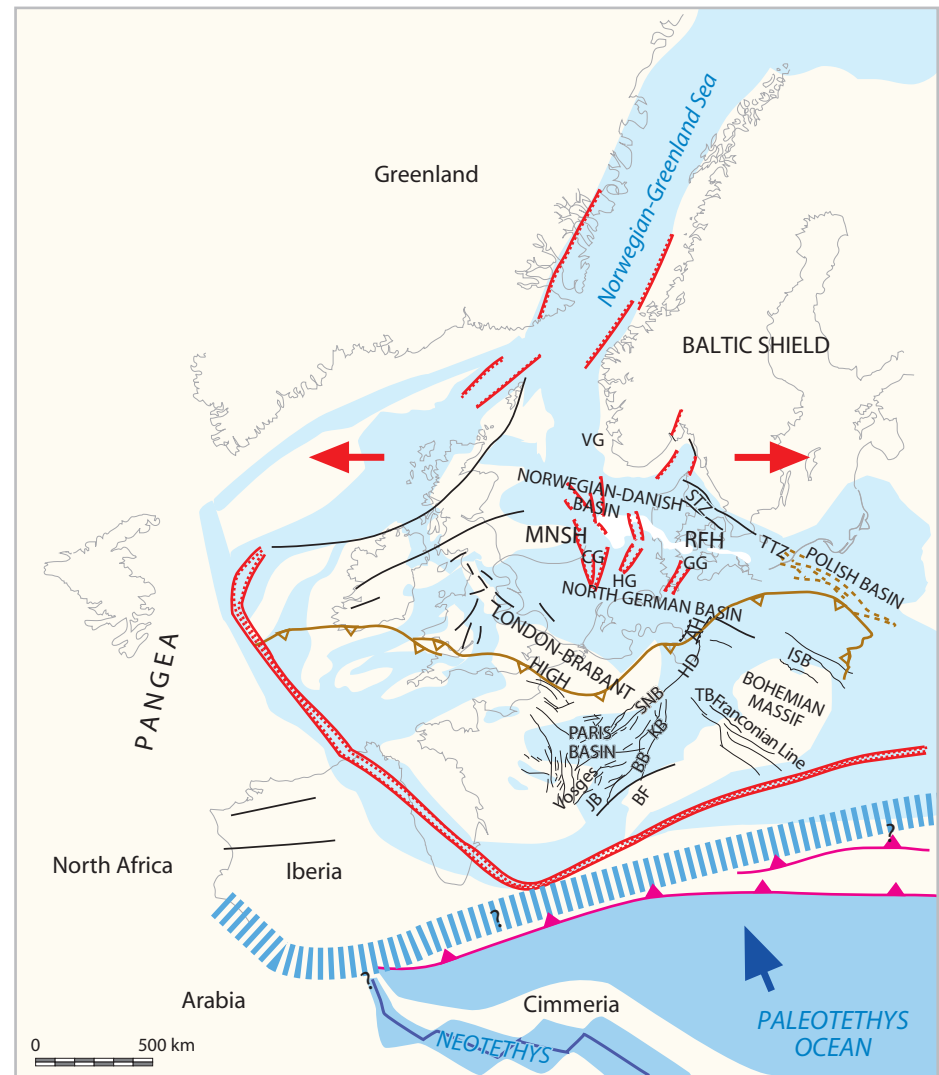 Greenland
Norwegian-Greenland Sea
BALTIC SHIELD
VG
NORWEGIAN-DANISH
BASIN
STZ
MNSH
RFH
TTZ
POLISH BASIN
CG
GG
HG
NORTH GERMAN BASIN
LONDON-BRABANT
HIGH
HD
ISB
BOHEMIAN
MASSIF
SNB
TB
Franconian Line
KB
PARIS
BASIN
BB
Vosges
JB
BF
PANGEA
North Africa
Iberia
?
?
?
Arabia
Cimmeria
NEOTETHYS
PALEOTETHYS
OCEAN
0
500 km